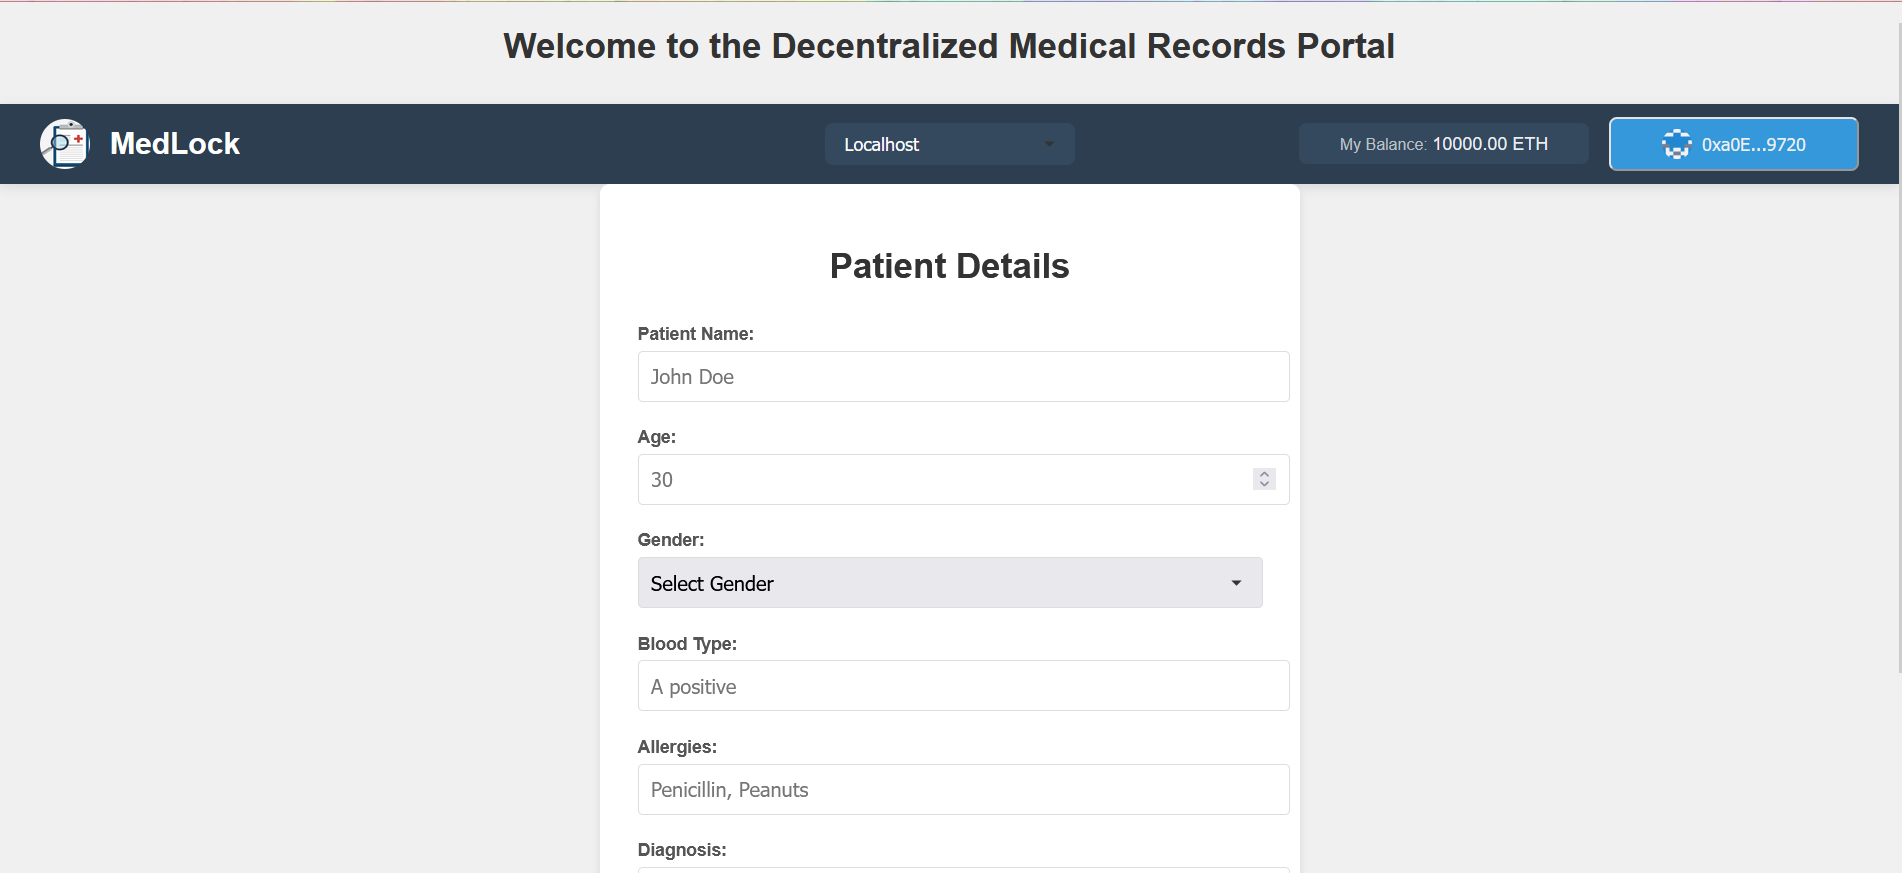 Welcome to the Decentralized Medical Records Portal
MedLock
Localhost
My Balance: 10000.00 ETH
0xa0E...9720
Patient Details
Patient Name:
John Doe
Age:
30
Gender:
Select Gender
Blood Type:
A positive
Allergies:
Penicillin, Peanuts
Diagnosis: